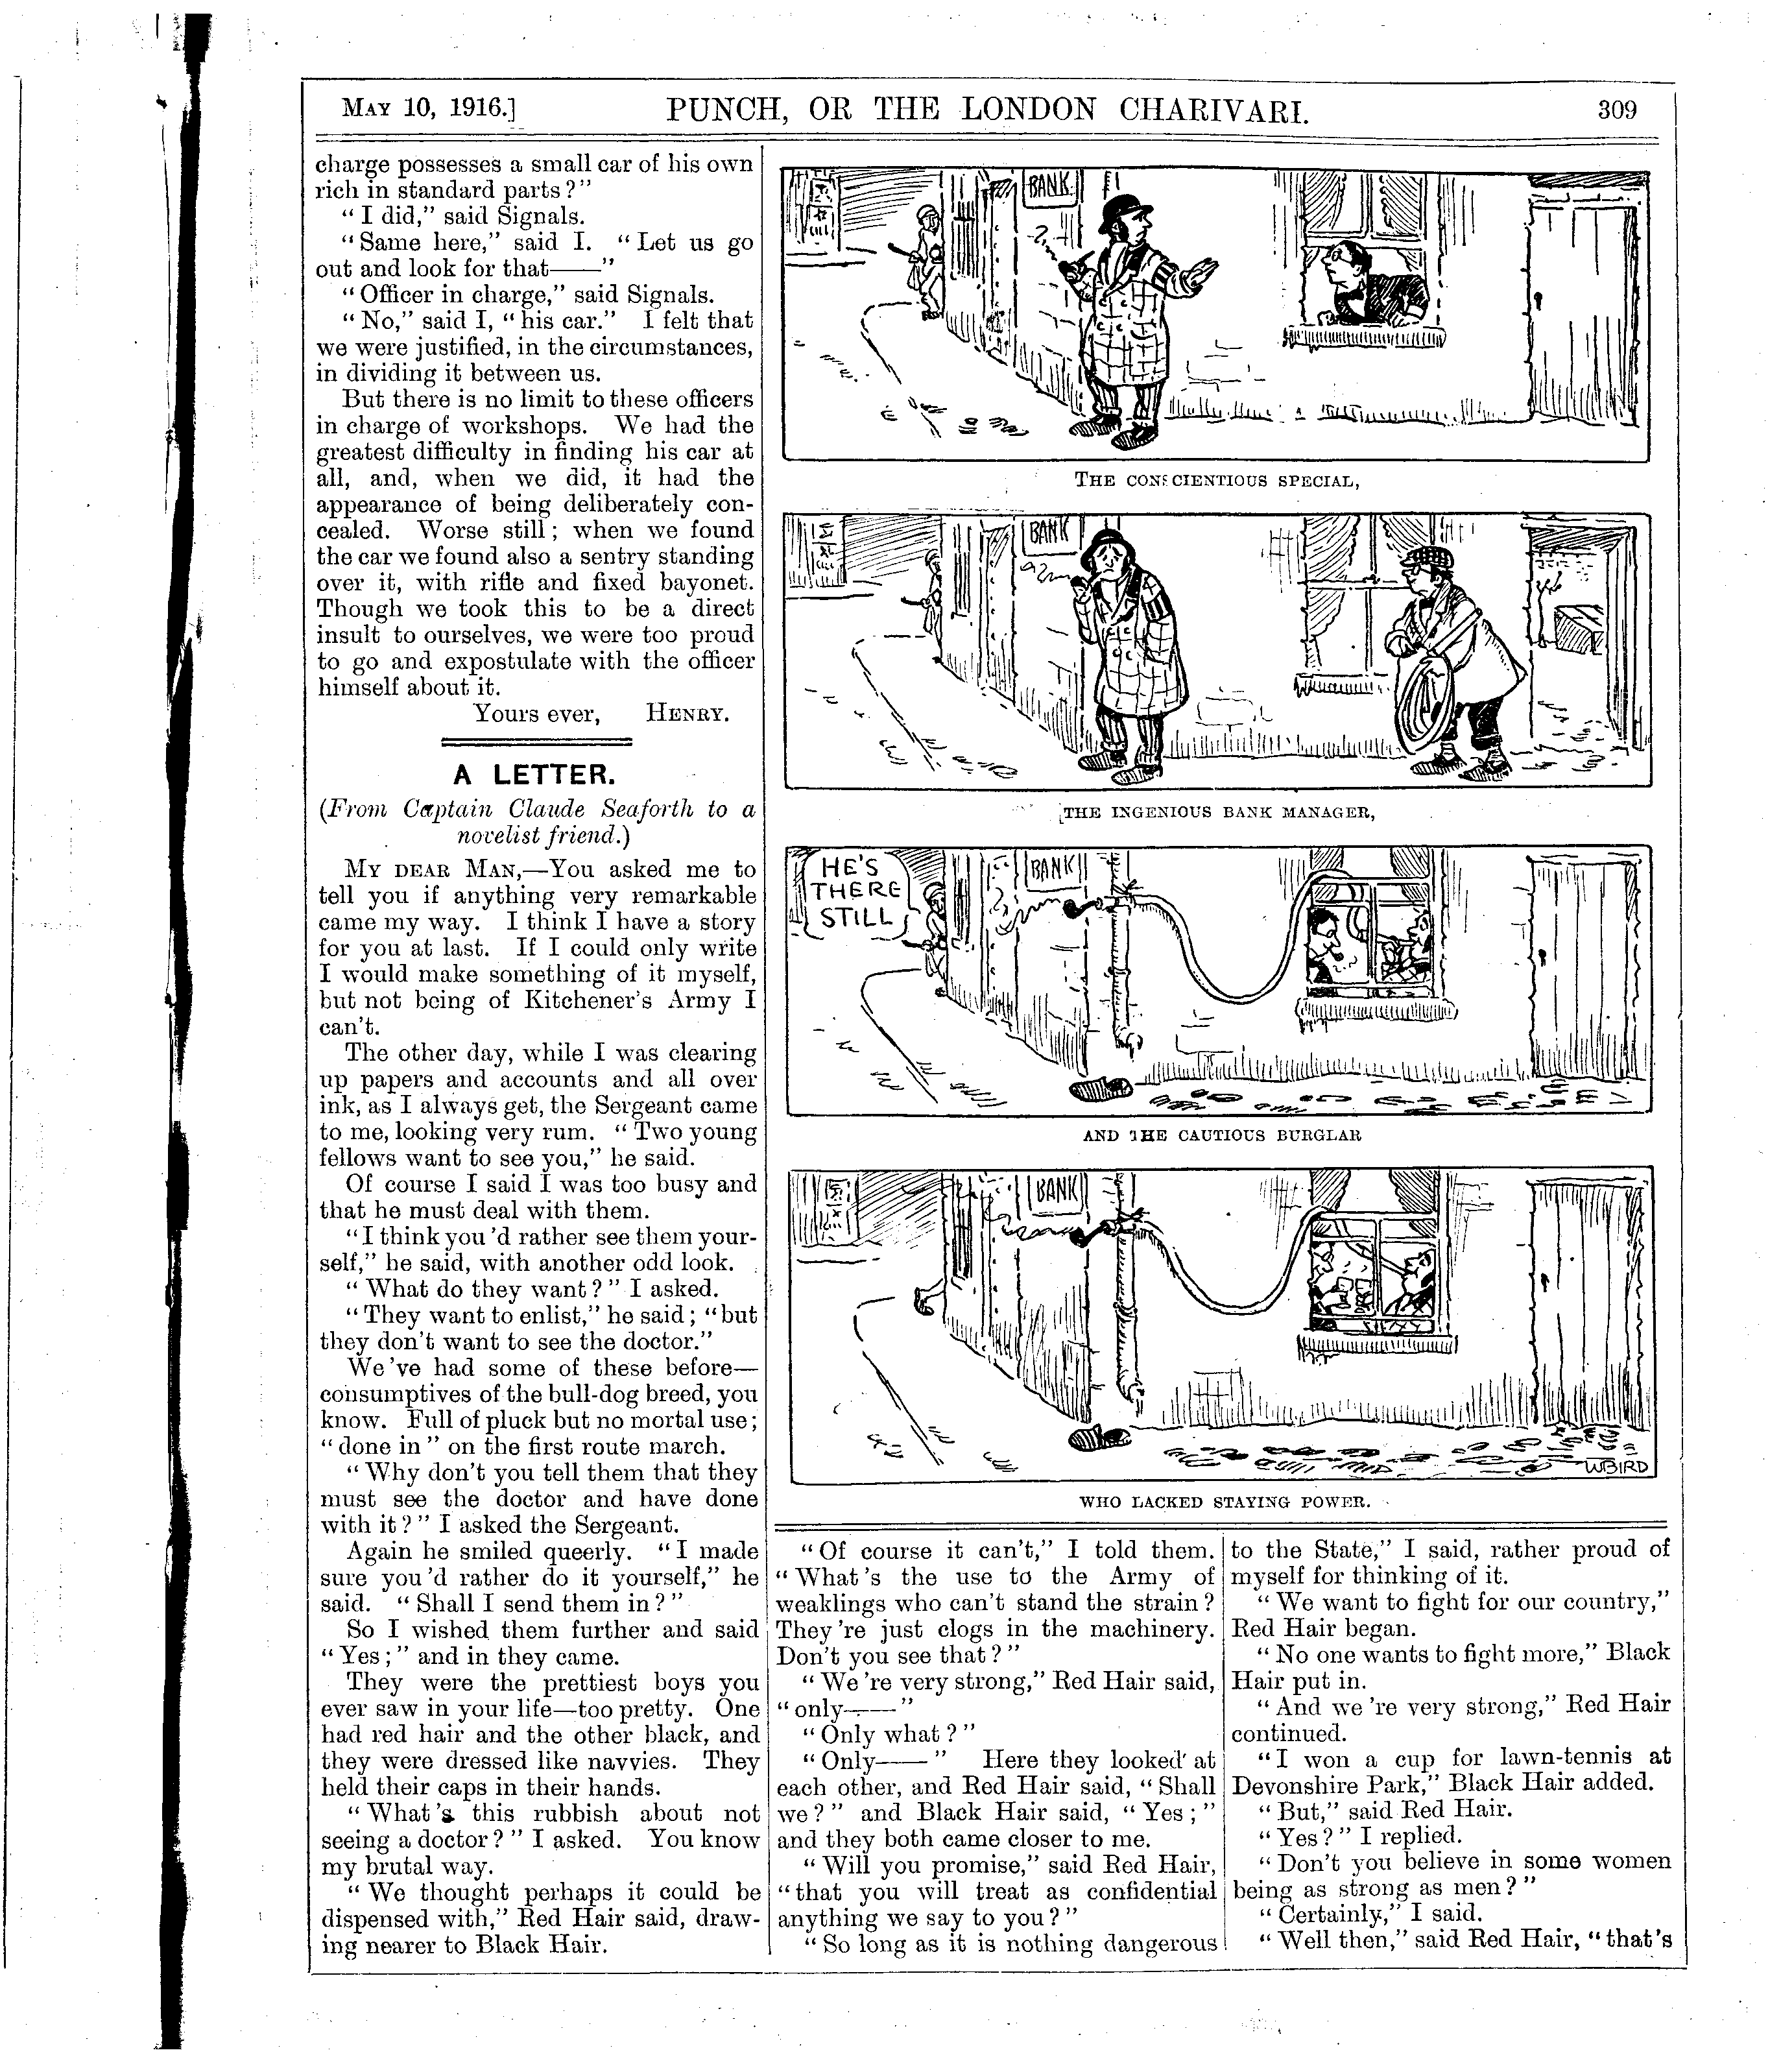 MAY 10, 1916.] PUNCH, OR THE LONDON CHARIVARI. 309
charge possesses a small car of his own
rich in standard parts?"
"I did," said Signals.
"Same here," said I. "Let us go
out and look for that——"
"Officer in charge," said Signals.
"No," said I, "his car." I felt that
we were justified, in the circumstances,
in dividing it between us.
But there is no limit to these officers
in charge of workshops. We had the
greatest difficulty in finding his car at
all, and, when we did, it had the
appearance of being deliberately con-
cealed. Worse still; when we found
the car we found also a sentry standing
over it, with rifle and fixed bayonet.
Though we took this to be a direct
insult to ourselves, we were too proud
to go and expostulate with the officer
himself about it.
Yours ever, HENRY.
A LETTER.
(From Captain Claude Seaforth to a
novelist friend.)
MY DEAR MAN,—You asked me to
tell you if anything very remarkable
came my way. I think I have a story
for you at last. If I could only write
I would make something of it myself,
but not being of Kitchener's Army I
can't.
The other day, while I was clearing
up papers and accounts and all over
ink, as I always get, the Sergeant came
to me, looking very rum. "Two young
fellows want to see you," he said.
Of course I said I was too busy and
that he must deal with them.
"I think you'd rather see them your-
self," he said, with another odd look.
"What do they want?" I asked.
"They want to enlist," he said; "but
they don't want to see the doctor."
We've had some of these before—
consumptives of the bull-dog breed, you
know. Full of pluck but no mortal use;
"done in" on the first route march.
"Why don't you tell them that they
must see the doctor and have done
with it?" I asked the Sergeant.
Again he smiled queerly. "I made
sure you'd rather do it yourself," he
said. "Shall I send them in?"
So I wished them further and said
"Yes;" and in they came.
They were the prettiest boys you
ever saw in your life—too pretty. One
had red hair and the other black, and
they were dressed like navvies. They
held their caps in their hands.
"What's this rubbish about not
seeing a doctor?" I asked. You know
my brutal way.
"We thought perhaps it could be
dispensed with," Red Hair said, draw-
ing nearer to Black Hair.
BANK
THE CONSCIENTIOUS SPECIAL,
BANK
THE INGENIOUS BANK MANAGER,
HE'S
THERE
STILL
BANK
AND THE CAUTIOUS BURGLAR
BANK
W BIRD
WHO LACKED STAYING POWER.
"Of course it can't," I told them.
"What's the use to the Army of
weaklings who can't stand the strain?
They're just clogs in the machinery.
Don't you see that?"
"We're very strong," Red Hair said,
"only——"
"Only what?"
"Only——" Here they looked at
each other, and Red Hair said, "Shall
we?" and Black Hair said, "Yes;"
and they both came closer to me.
"Will you promise," said Red Hair,
"that you will treat as confidential
anything we say to you?"
"So long as it is nothing dangerous
to the State," I said, rather proud of
myself for thinking of it.
"We want to fight for our country,"
Red Hair began.
"No one wants to fight more," Black
Hair put in.
"And we're very strong," Red Hair
continued.
"I won a cup for lawn-tennis at
Devonshire Park," Black Hair added.
"But," said Red Hair.
"Yes?" I replied.
"Don't you believe in some women
being as strong as men?"
"Certainly," I said.
"Well then," said Red Hair, "that's